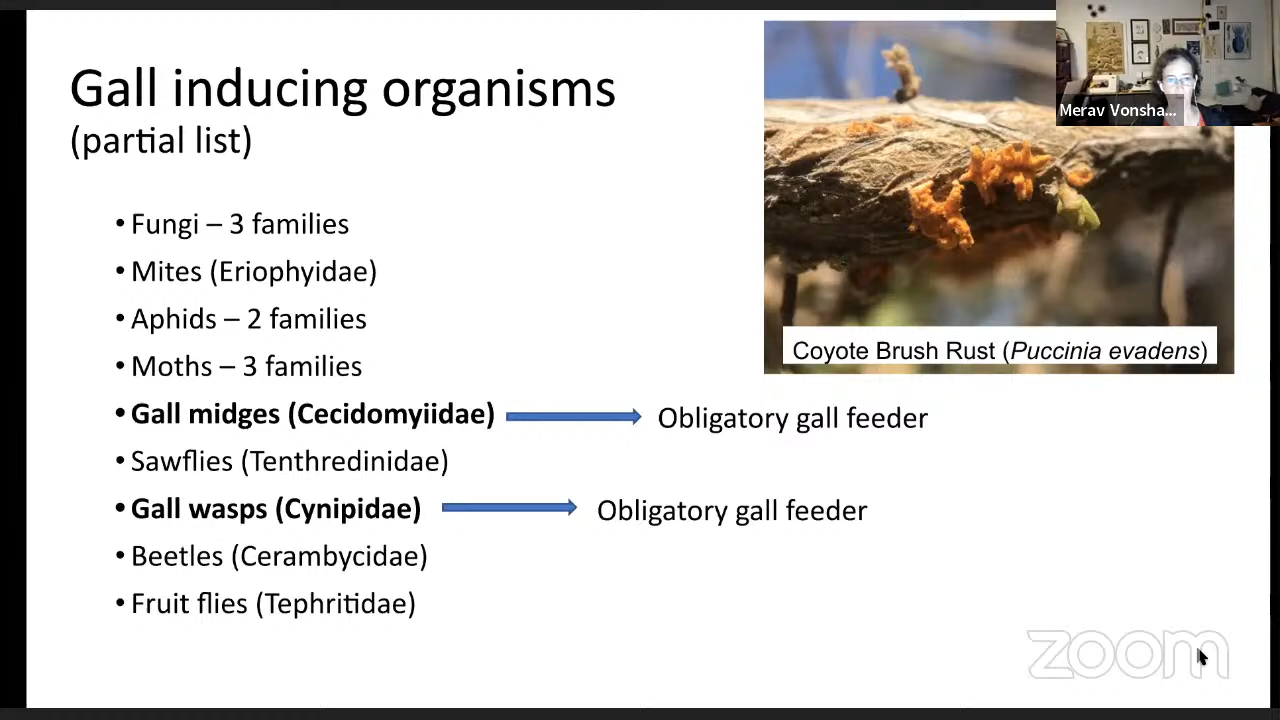 Gall inducing organisms
(partial list)
• Fungi – 3 families
• Mites (Eriophyidae)
• Aphids – 2 families
• Moths – 3 families
• Gall midges (Cecidomyiidae)
Obligatory gall feeder
• Sawflies (Tenthredinidae)
• Gall wasps (Cynipidae)
Obligatory gall feeder
• Beetles (Cerambycidae)
• Fruit flies (Tephritidae)
Merav Vonsha...
Coyote Brush Rust (Puccinia evadens)
zoom